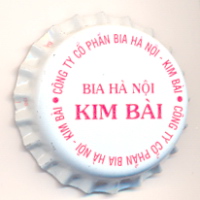 CÔNG TY CỔ PHẦN BIA HÀ NỘI - KIM BÀI • CÔNG TY CỔ PHẦN BIA HÀ NỘI - KIM BÀI •
BIA HÀ NỘI
KIM BÀI